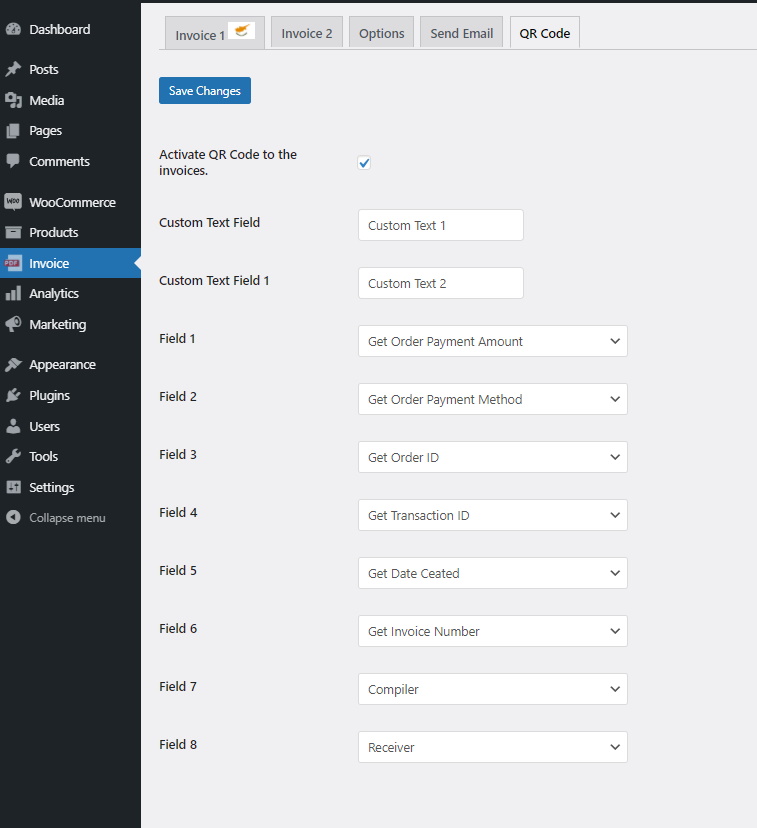 Dashboard
Posts
Media
Pages
Comments
Woo WooCommerce
Products
PDF Invoice
Analytics
Marketing
Appearance
Plugins
Users
Tools
Settings
Collapse menu
Invoice 1 Invoice 2 Options Send Email QR Code
Save Changes
Activate QR Code to the
invoices.
Custom Text Field Custom Text 1
Custom Text Field 1 Custom Text 2
Field 1 Get Order Payment Amount
Field 2 Get Order Payment Method
Field 3 Get Order ID
Field 4 Get Transaction ID
Field 5 Get Date Ceated
Field 6 Get Invoice Number
Field 7 Compiler
Field 8 Receiver